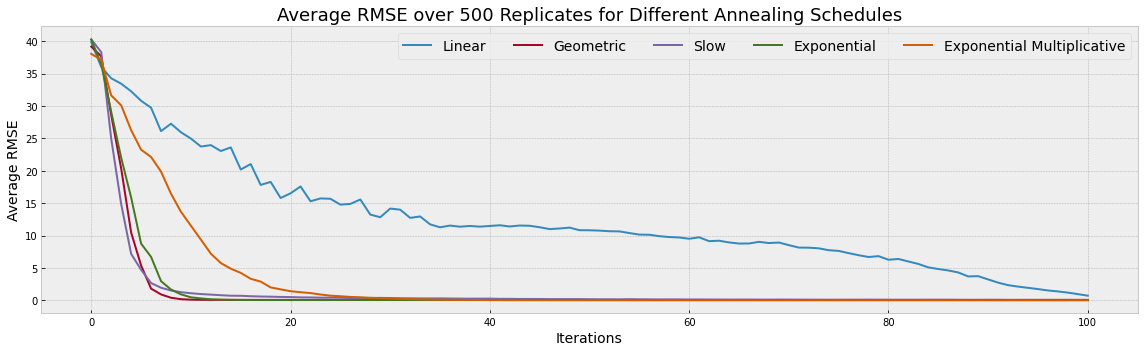 Average RMSE over 500 Replicates for Different Annealing Schedules
Linear Geometric Slow Exponential Exponential Multiplicative
Average RMSE
40
35
30
25
20
15
10
5
0
0 20 40 60 80 100
Iterations